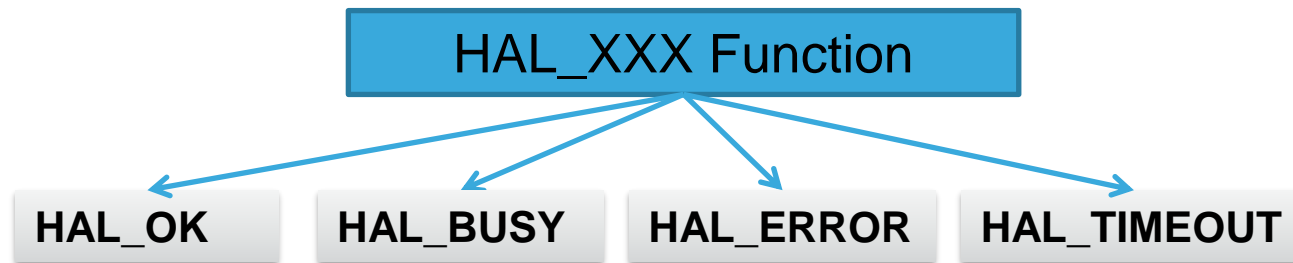 HAL_XXX Function
HAL_OK HAL_BUSY HAL_ERROR HAL_TIMEOUT